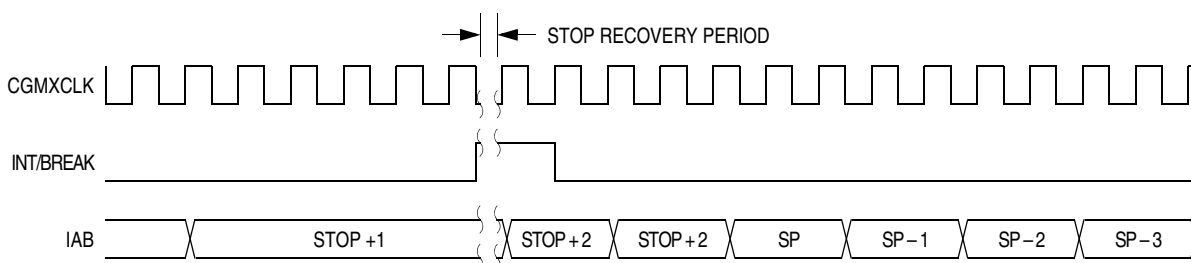 STOP RECOVERY PERIOD
CGMXCLK
INT/BREAK
IAB STOP +1 STOP + 2 STOP + 2 SP SP – 1 SP – 2 SP – 3